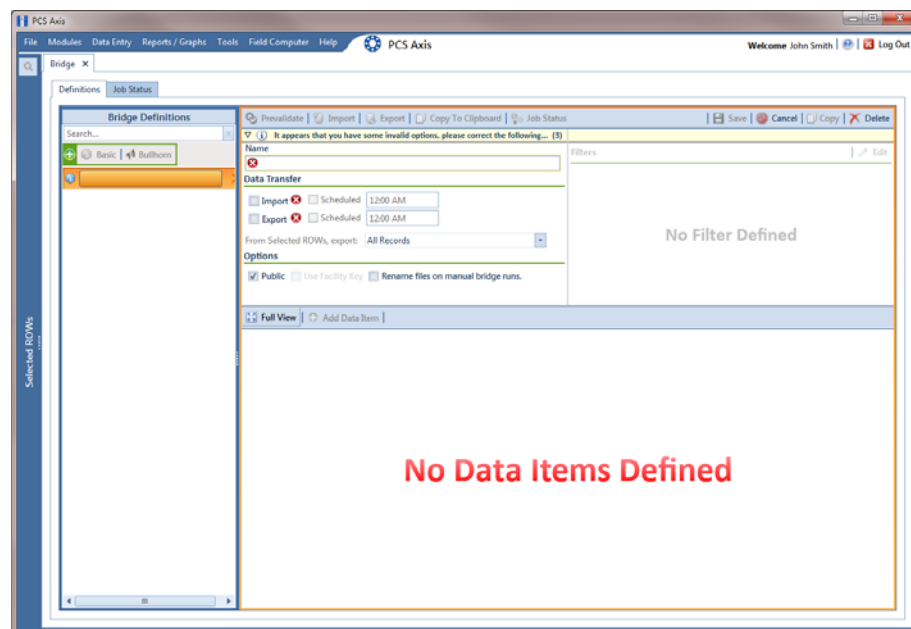 PCS Axis
File Modules Data Entry Reports / Graphs Tools Field Computer Help PCS Axis Welcome John Smith Log Out
Bridge
Definitions Job Status
Bridge Definitions
Search...
Basic Bullhorn
Prevalidate Import Export Copy To Clipboard Job Status Save Cancel Copy Delete
It appears that you have some invalid options, please correct the following... (3)
Name
Filters Edit
Data Transfer
Import Scheduled 12:00 AM
Export Scheduled 12:00 AM
No Filter Defined
From Selected ROWs, export: All Records
Options
Public Use Facility Key Rename files on manual bridge runs.
Full View Add Data Item
Selected ROWs
No Data Items Defined